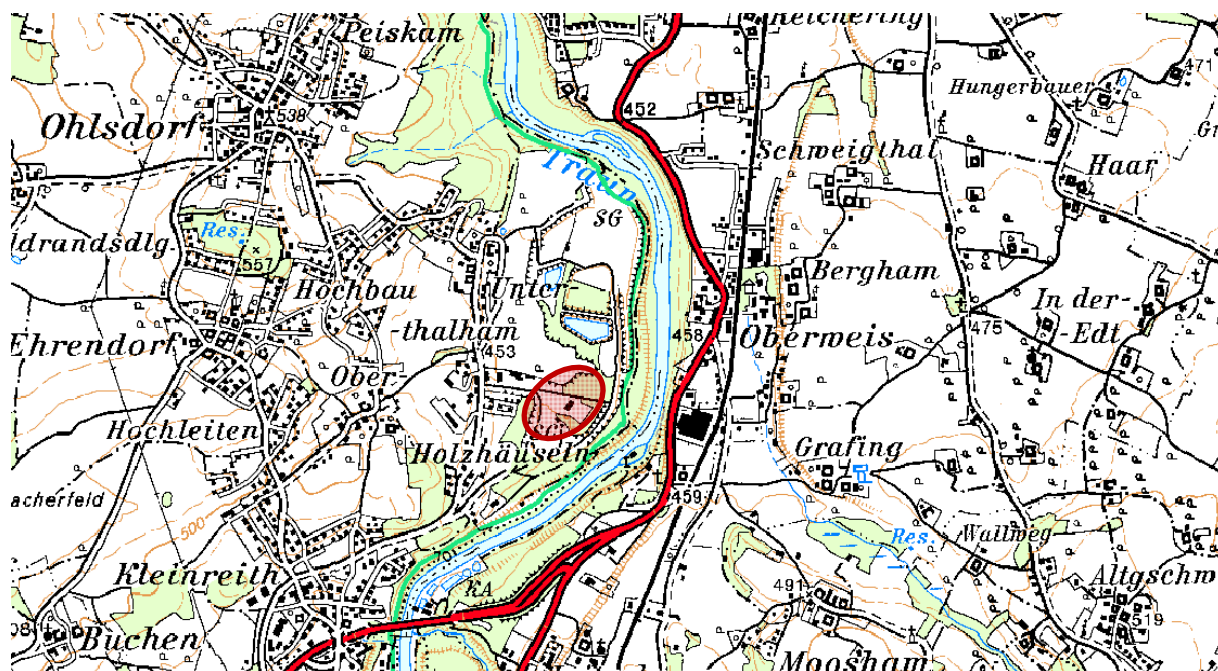 Peiskam
Reichering
471
Hungerbauer
452
538
Ohlsdorf
Schweigthal
Haar
Traun
SG
Res.
ldrandsdlg.
557
Bergham
Hochbau
Unter-
-thalham
In der-
-Edt
475
458
Oberweis
Ehrendorf
453
Ober-
Hochleiten
Holzhäuseln
Grafing
acherfeld
459
500
Res.
Wallweg
KA
Kleinreith
491
Altgschw
519
Buchen
Moosham